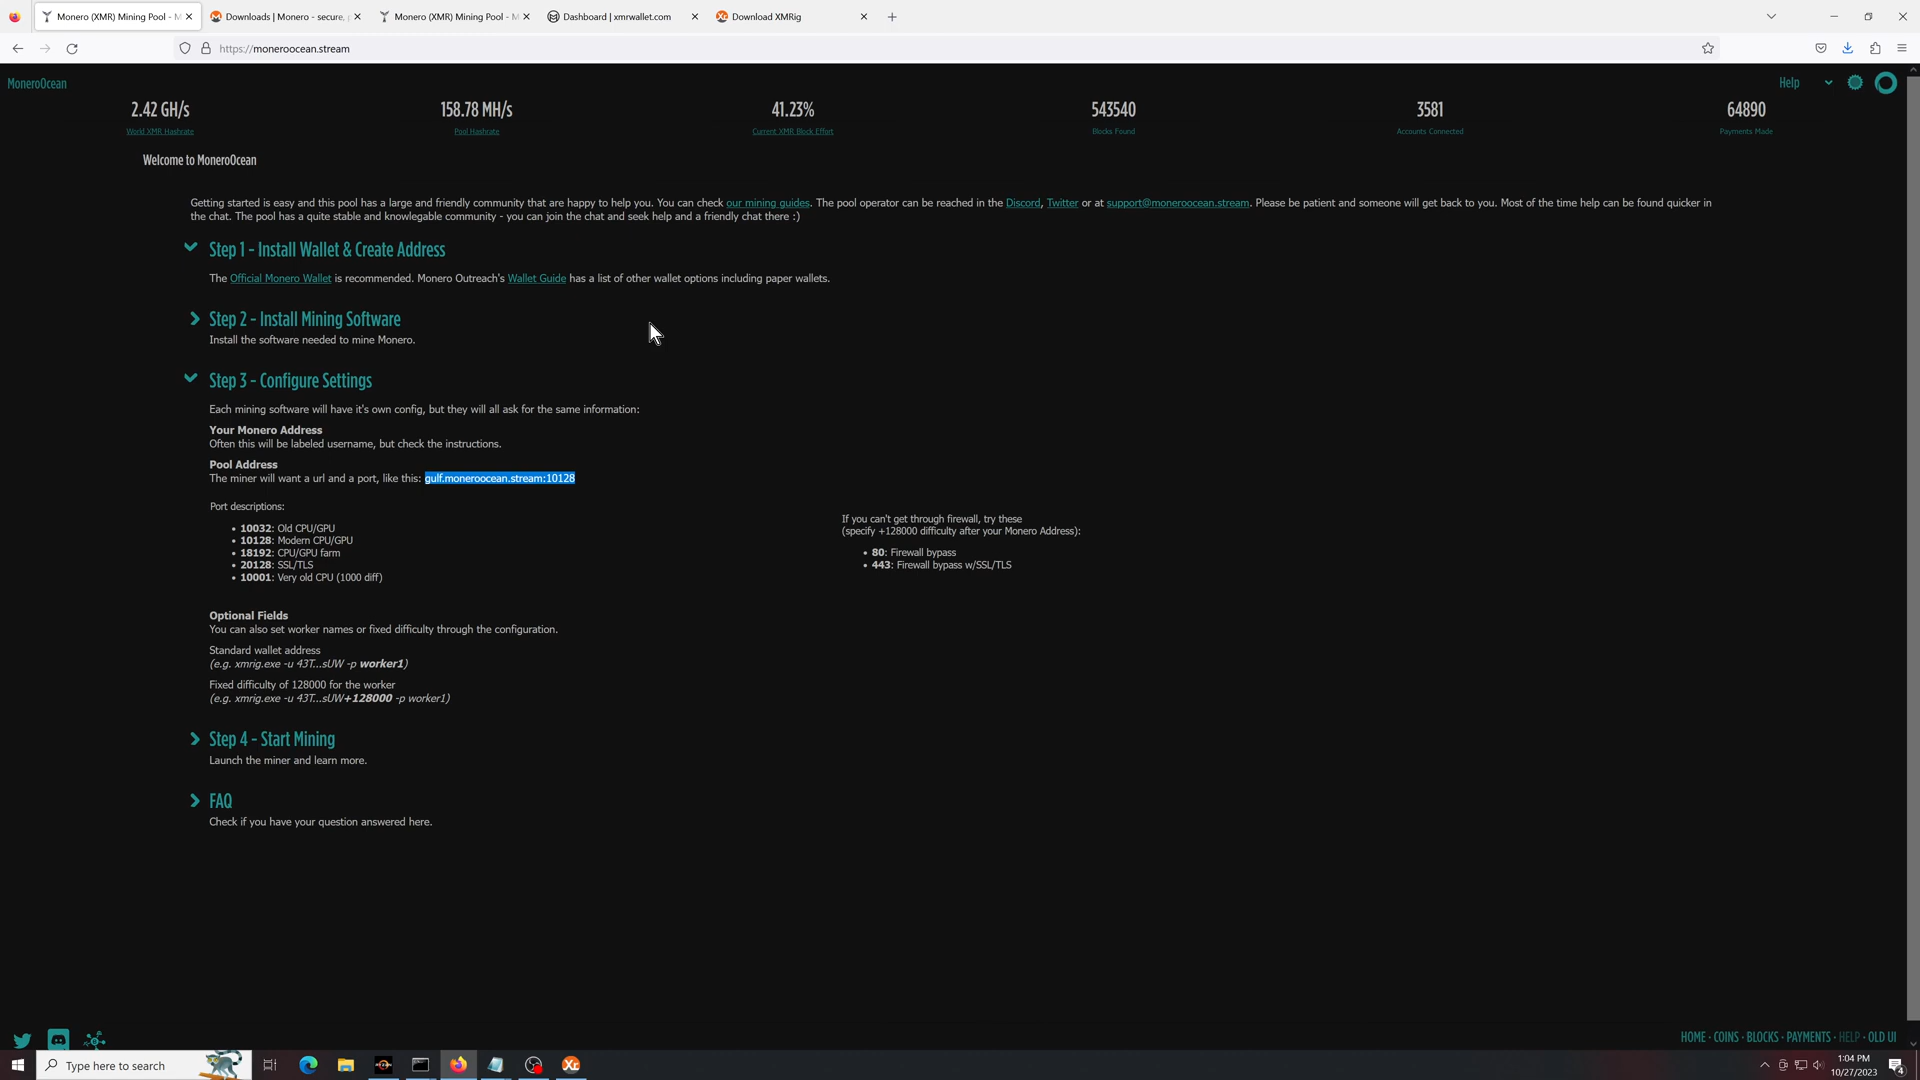 Monero (XMR) Mining Pool - M
Downloads | Monero - secure, p
Monero (XMR) Mining Pool - M
Dashboard | xmrwallet.com
Download XMRig
https://moneroocean.stream
MoneroOcean
Help
2.42 GH/s
158.78 MH/s
41.23%
543540
3581
64890
World XMR Hashrate
Pool Hashrate
Current XMR Block Effort
Blocks Found
Accounts Connected
Payments Made
Welcome to MoneroOcean
Getting started is easy and this pool has a large and friendly community that are happy to help you. You can check our mining guides. The pool operator can be reached in the Discord, Twitter or at support@moneroocean.stream. Please be patient and someone will get back to you. Most of the time help can be found quicker in
the chat. The pool has a quite stable and knowlegable community - you can join the chat and seek help and a friendly chat there :)
Step 1 - Install Wallet & Create Address
The Official Monero Wallet is recommended. Monero Outreach's Wallet Guide has a list of other wallet options including paper wallets.
Step 2 - Install Mining Software
Install the software needed to mine Monero.
Step 3 - Configure Settings
Each mining software will have it's own config, but they will all ask for the same information:
Your Monero Address
Often this will be labeled username, but check the instructions.
Pool Address
The miner will want a url and a port, like this: gulf.moneroocean.stream:10128
Port descriptions:
• 10032: Old CPU/GPU
• 10128: Modern CPU/GPU
• 18192: CPU/GPU farm
• 20128: SSL/TLS
• 10001: Very old CPU (1000 diff)
If you can't get through firewall, try these
(specify +128000 difficulty after your Monero Address):
• 80: Firewall bypass
• 443: Firewall bypass w/SSL/TLS
Optional Fields
You can also set worker names or fixed difficulty through the configuration.
Standard wallet address
(e.g. xmrig.exe -u 43T...sUW -p worker1)
Fixed difficulty of 128000 for the worker
(e.g. xmrig.exe -u 43T...sUW+128000 -p worker1)
Step 4 - Start Mining
Launch the miner and learn more.
FAQ
Check if you have your question answered here.
HOME · COINS · BLOCKS · PAYMENTS · HELP · OLD UI
Type here to search
1:04 PM
10/27/2023
4